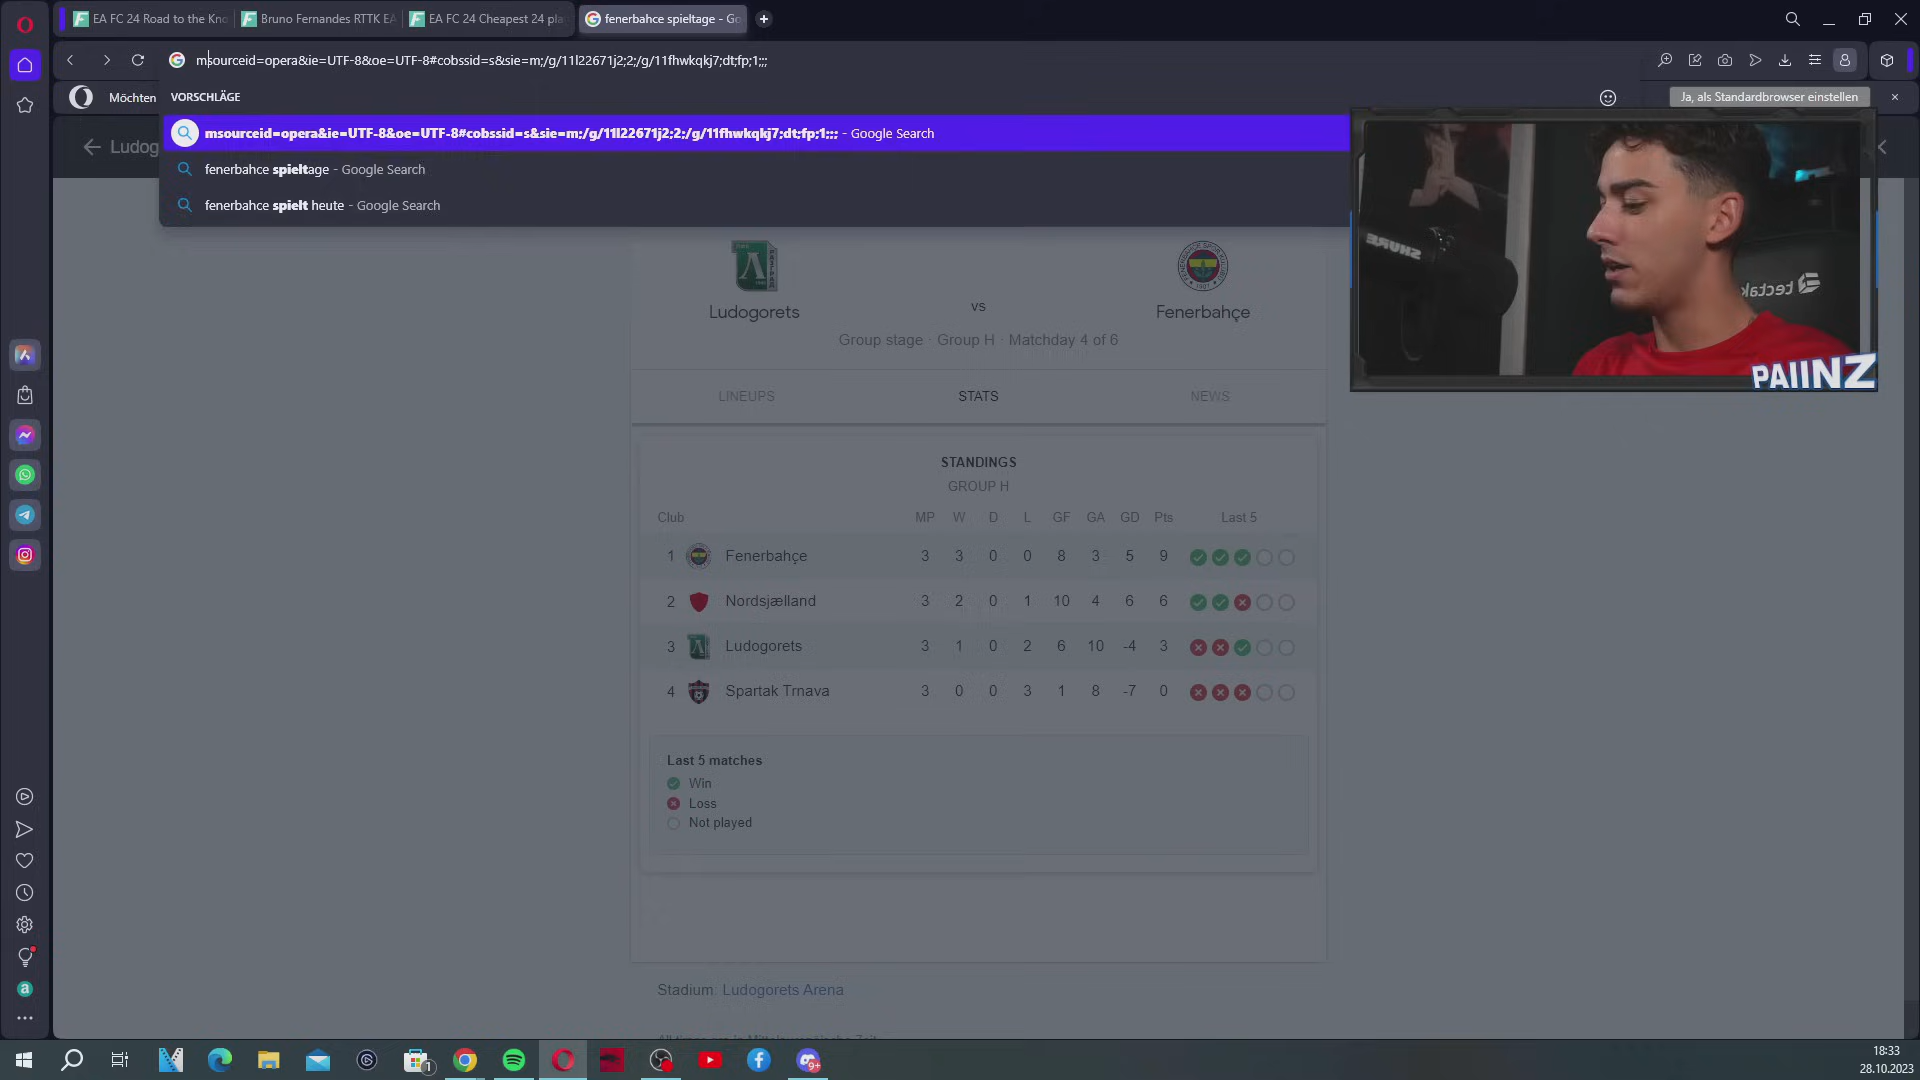 EA FC 24 Road to the Kno
Bruno Fernandes RTTK EA
EA FC 24 Cheapest 24 pla
fenerbahce spieltage - Go
msourceid=opera&ie=UTF-8&oe=UTF-8#cobssid=s&sie=m;/g/11l22671j2;2;/g/11fhwkqkj7;dt;fp;1;;;
Möchten
VORSCHLÄGE
Ja, als Standardbrowser einstellen
msourceid=opera&ie=UTF-8&oe=UTF-8#cobssid=s&sie=m;/g/11l22671j2;2;/g/11fhwkqkj7;dt;fp;1;;; - Google Search
Ludog
fenerbahce spieltage - Google Search
fenerbahce spielt heute - Google Search
SHURE
tectak
PAIINZ
Ludogorets
vs
Fenerbahçe
Group stage · Group H · Matchday 4 of 6
LINEUPS
STATS
NEWS
STANDINGS
GROUP H
Club MP W D L GF GA GD Pts Last 5
1 Fenerbahçe 3 3 0 0 8 3 5 9
2 Nordsjælland 3 2 0 1 10 4 6 6
3 Ludogorets 3 1 0 2 6 10 -4 3
4 Spartak Trnava 3 0 0 3 1 8 -7 0
Last 5 matches
Win
Loss
Not played
Stadium: Ludogorets Arena
1
9+
18:33
28.10.2023